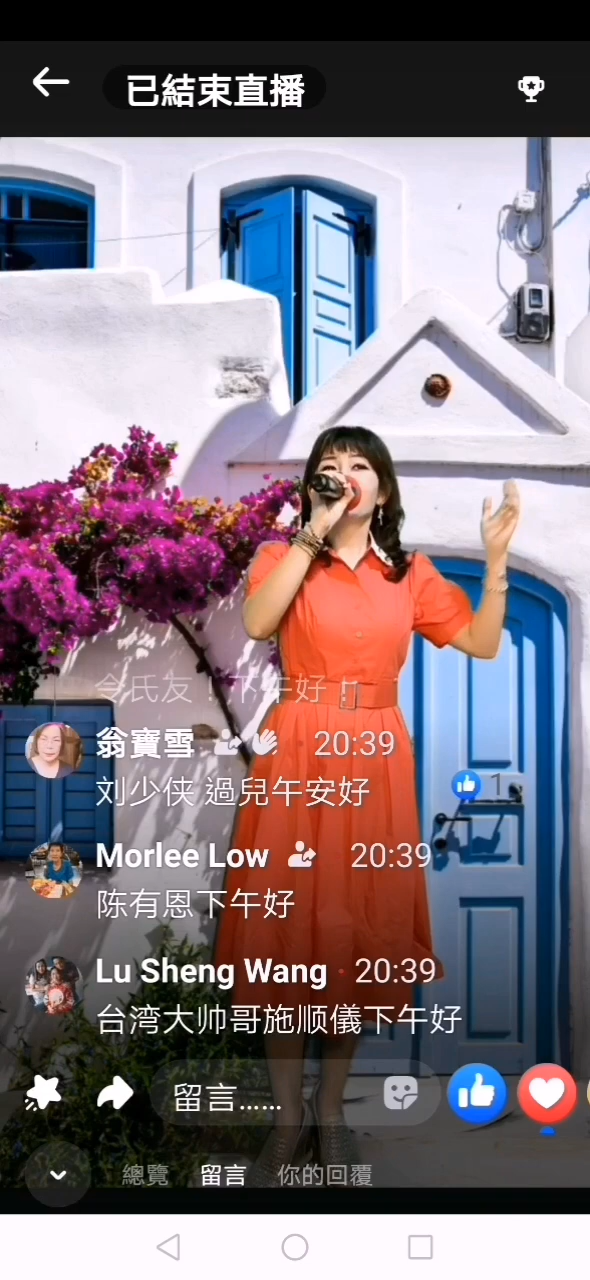 已結束直播
氏友！下午好！
翁寶雪 20:39
刘少侠 過兒午安好
1
Morlee Low 20:39
陈有恩下午好
Lu Sheng Wang · 20:39
台湾大帅哥施顺儀下午好
留言......
總覽 留言 你的回覆